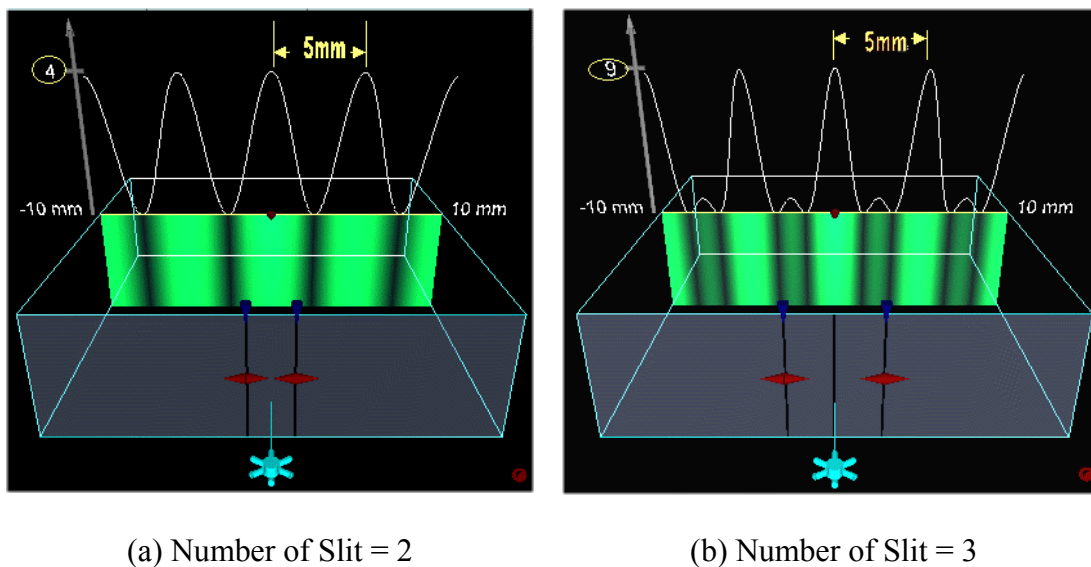 5mm
4
-10 mm
10 mm
(a) Number of Slit = 2
5mm
9
-10 mm
10 mm
(b) Number of Slit = 3